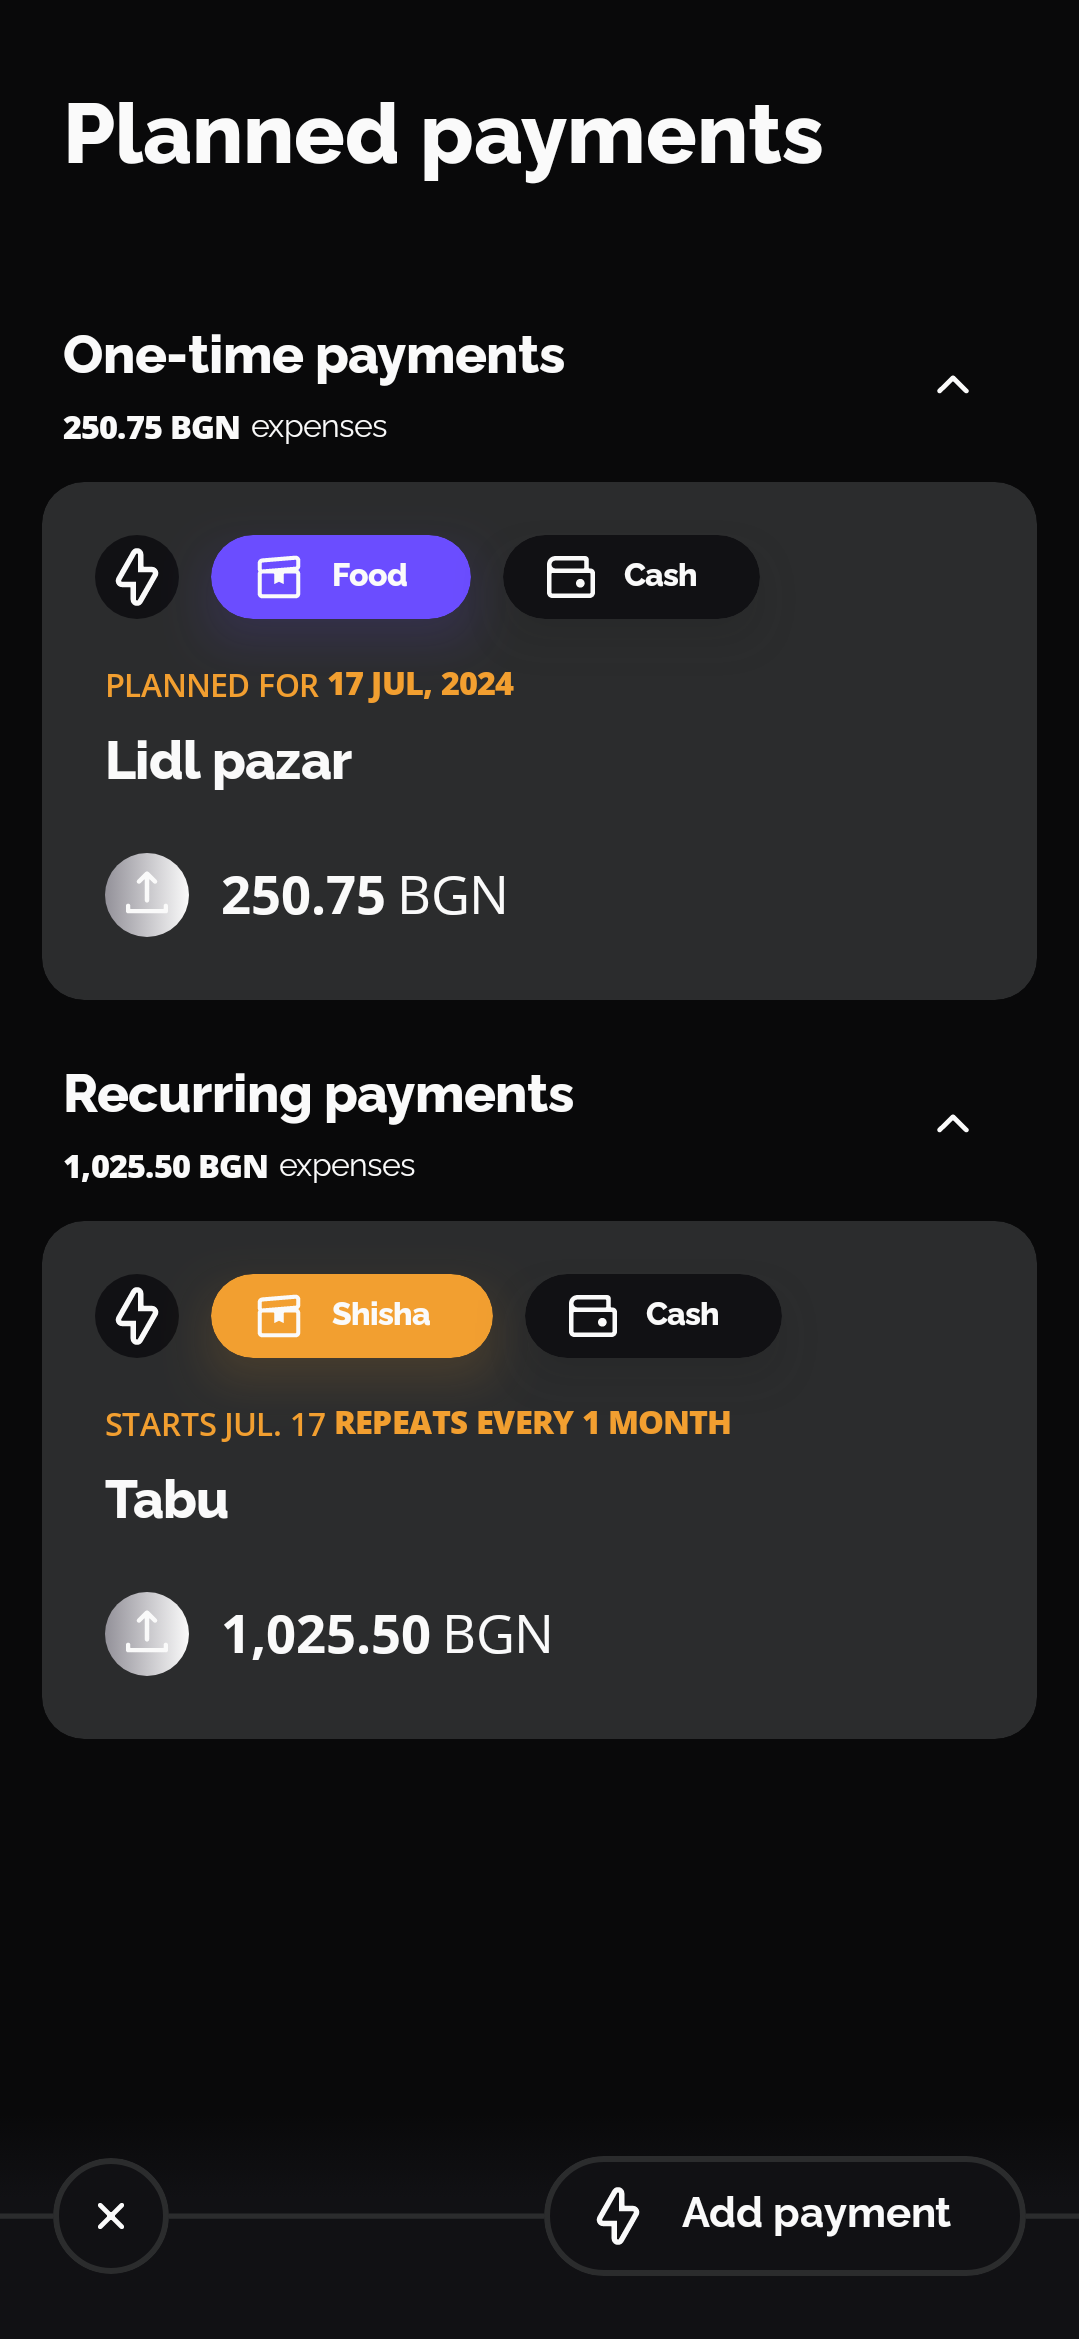 Planned payments
One-time payments
250.75 BGN expenses
Food Cash
PLANNED FOR 17 JUL, 2024
Lidl pazar
250.75 BGN
Recurring payments
1,025.50 BGN expenses
Shisha Cash
STARTS JUL. 17 REPEATS EVERY 1 MONTH
Tabu
1,025.50 BGN
Add payment